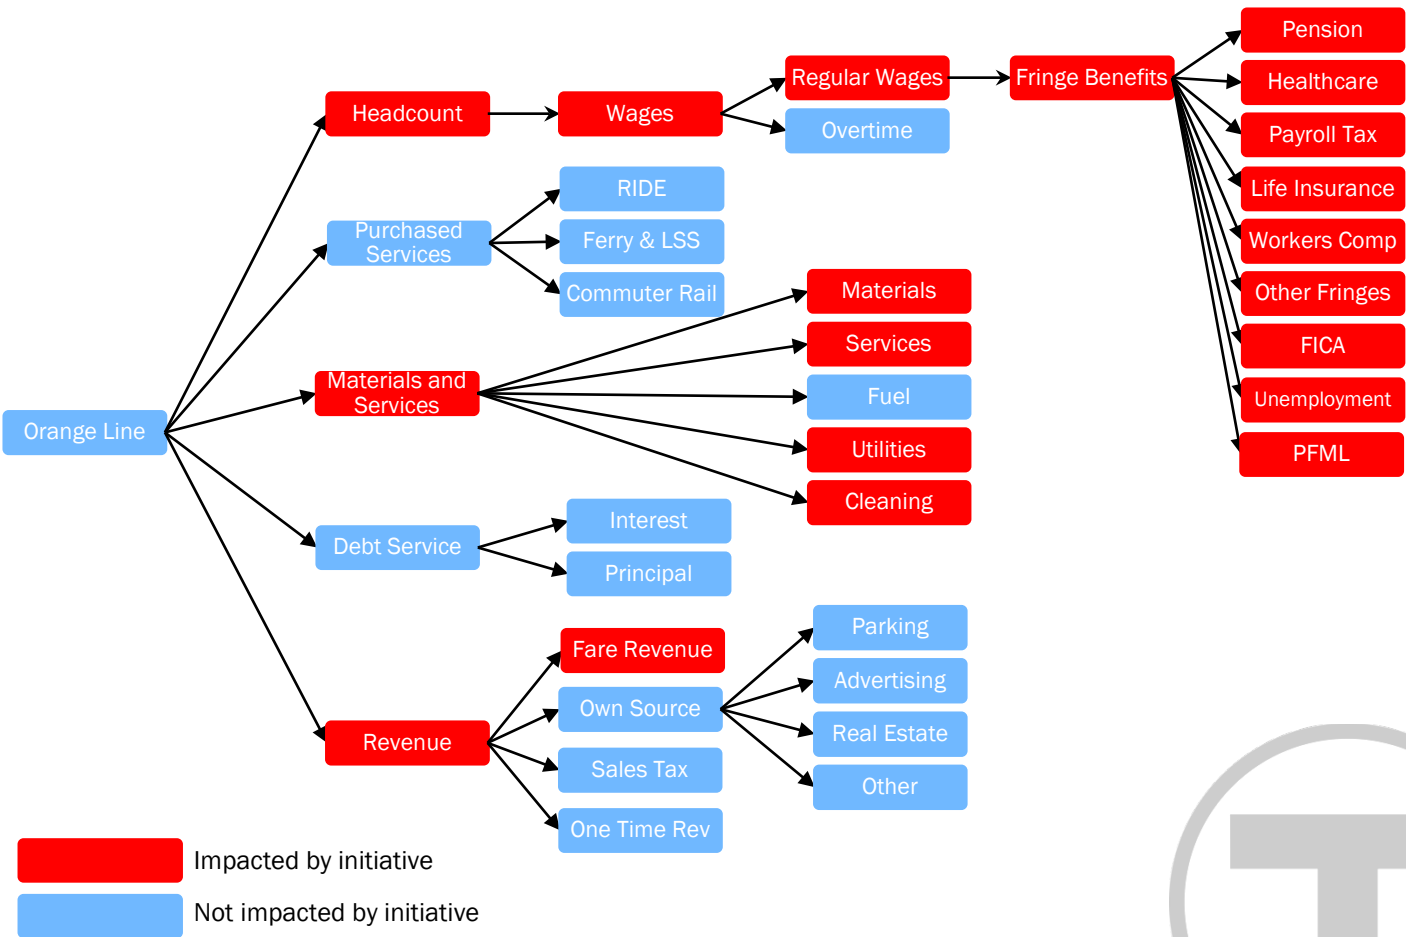 Orange Line
Headcount
Wages
Regular Wages
Overtime
Fringe Benefits
Pension
Healthcare
Payroll Tax
Life Insurance
Workers Comp
Other Fringes
FICA
Unemployment
PFML
Purchased
Services
RIDE
Ferry & LSS
Commuter Rail
Materials and
Services
Materials
Services
Fuel
Utilities
Cleaning
Debt Service
Interest
Principal
Revenue
Fare Revenue
Own Source
Sales Tax
One Time Rev
Parking
Advertising
Real Estate
Other
Impacted by initiative
Not impacted by initiative
T